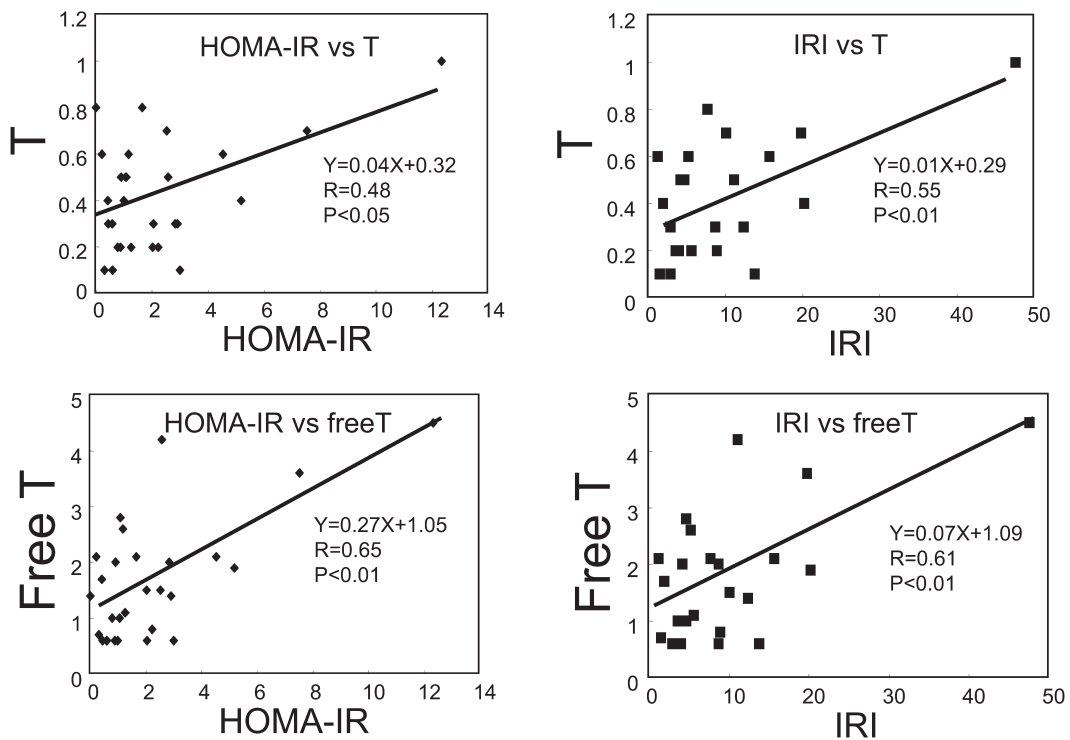 HOMA-IR vs T
1.2
1
0.8
0.6
0.4
0.2
0
T
Y=0.04X+0.32
R=0.48
P<0.05
0 2 4 6 8 10 12 14
HOMA-IR
IRI vs T
1.2
1
0.8
0.6
0.4
0.2
0
T
Y=0.01X+0.29
R=0.55
P<0.01
0 10 20 30 40 50
IRI
HOMA-IR vs freeT
5
4
3
2
1
0
Free T
Y=0.27X+1.05
R=0.65
P<0.01
0 2 4 6 8 10 12 14
HOMA-IR
IRI vs freeT
5
4
3
2
1
0
Free T
Y=0.07X+1.09
R=0.61
P<0.01
0 10 20 30 40 50
IRI